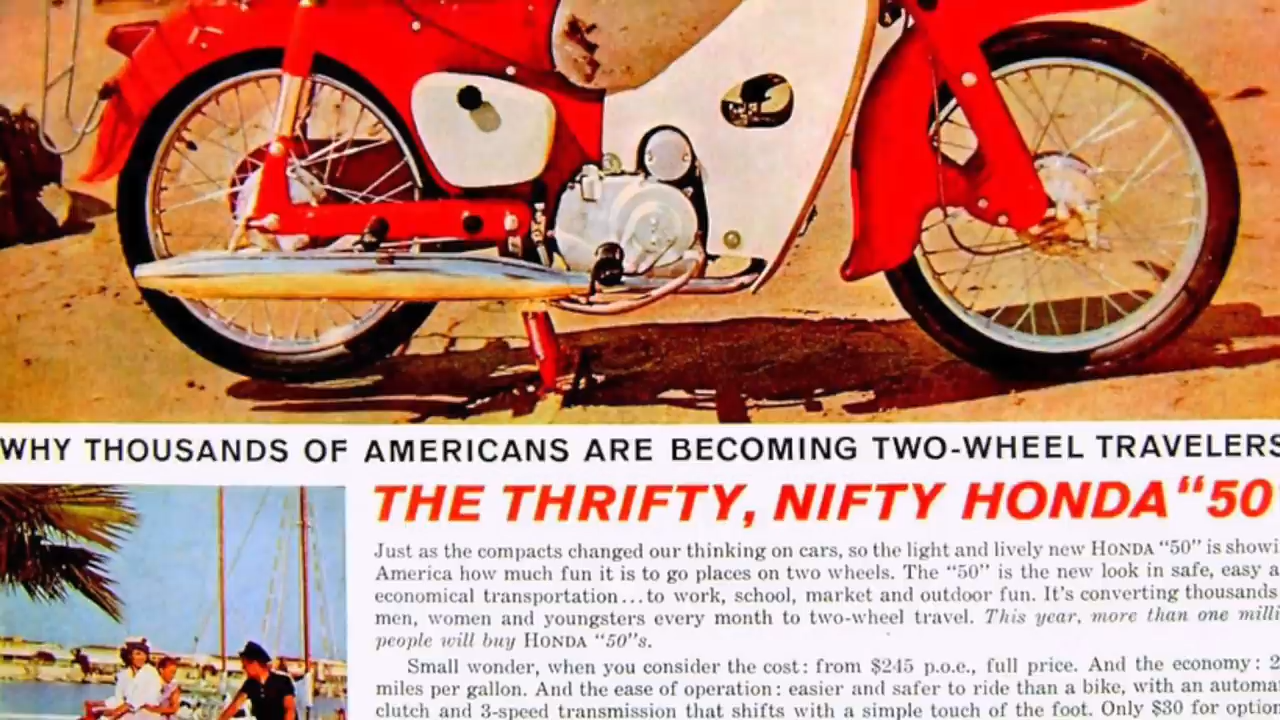 WHY THOUSANDS OF AMERICANS ARE BECOMING TWO-WHEEL TRAVELERS
THE THRIFTY, NIFTY HONDA "50
Just as the compacts changed our thinking on cars, so the light and lively new HONDA "50" is showi
America how much fun it is to go places on two wheels. The "50" is the new look in safe, easy a
economical transportation...to work, school, market and outdoor fun. It's converting thousands
men, women and youngsters every month to two-wheel travel. This year, more than one milli
people will buy HONDA "50"s.
Small wonder, when you consider the cost: from $245 p.o.e., full price. And the economy: 2
miles per gallon. And the ease of operation: easier and safer to ride than a bike, with an automat
clutch and 3-speed transmission that shifts with a simple touch of the foot. Only $30 for option